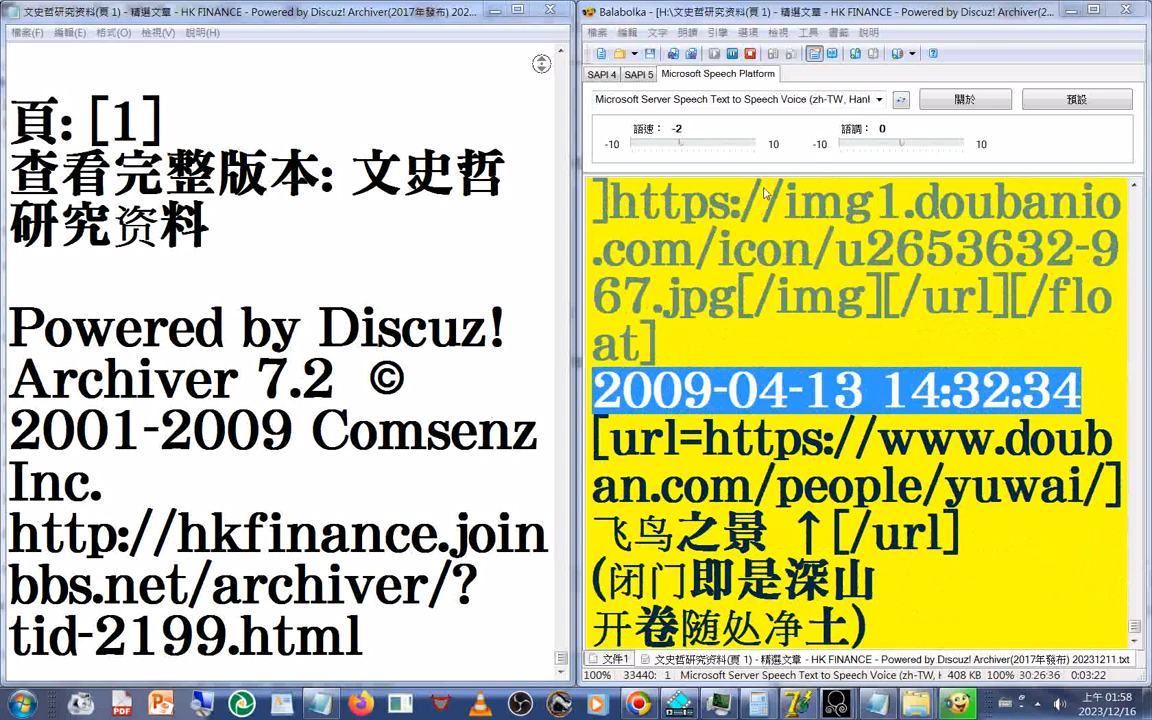 文史哲研究资料(頁 1) - 精選文章 - HK FINANCE - Powered by Discuz! Archiver(2017年發布) 202...
檔案(F) 編輯(E) 格式(O) 檢視(V) 說明(H)
頁: [1]
查看完整版本: 文史哲
研究资料
Powered by Discuz!
Archiver 7.2 ©
2001-2009 Comsenz
Inc.
http://hkfinance.join
bbs.net/archiver/?
tid-2199.html
Balabolka - [H:\文史哲研究资料(頁 1) - 精選文章 - HK FINANCE - Powered by Discuz! Archiver(2...
檔案 編輯 文字 朗讀 引擎 選項 檢視 工具 書籤 說明
SAPI 4 SAPI 5 Microsoft Speech Platform
Microsoft Server Speech Text to Speech Voice (zh-TW, Hanl
關於
預設
語速： -2
語調： 0
-10 10 -10 10
]https://img1.doubanio
.com/icon/u2653632-9
67.jpg[/img][/url][/flo
at]
2009-04-13 14:32:34
[url=https://www.doub
an.com/people/yuwai/]
飞鸟之景 ↑[/url]
(闭门即是深山
开卷随处净土)
文件1 文史哲研究资料(頁 1) - 精選文章 - HK FINANCE - Powered by Discuz! Archiver(2017年發布) 20231211.txt
100% 33440: 1 Microsoft Server Speech Text to Speech Voice (zh-T... 408 KB 100% 30:26:36 0:03:22
上午 01:58
2023/12/16